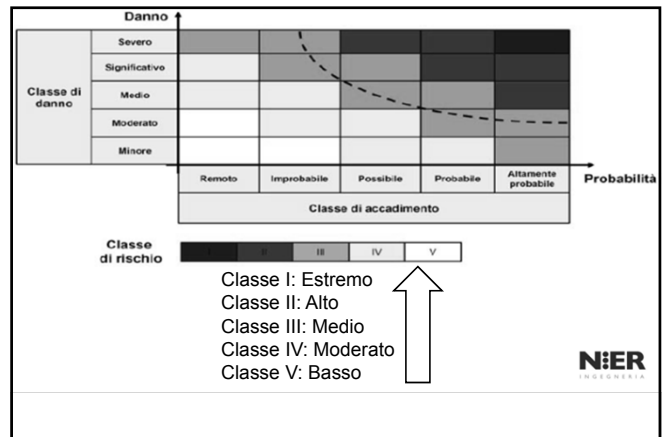 Danno
Severo
Significativo
Classe di
danno
Medio
Moderato
Minore
Remoto Improbabile Possibile Probabile Altamente
probabile
Probabilità
Classe di accadimento
Classe
di rischio
I II III IV V
Classe I: Estremo
Classe II: Alto
Classe III: Medio
Classe IV: Moderato
Classe V: Basso
NIER
INGEGNERIA